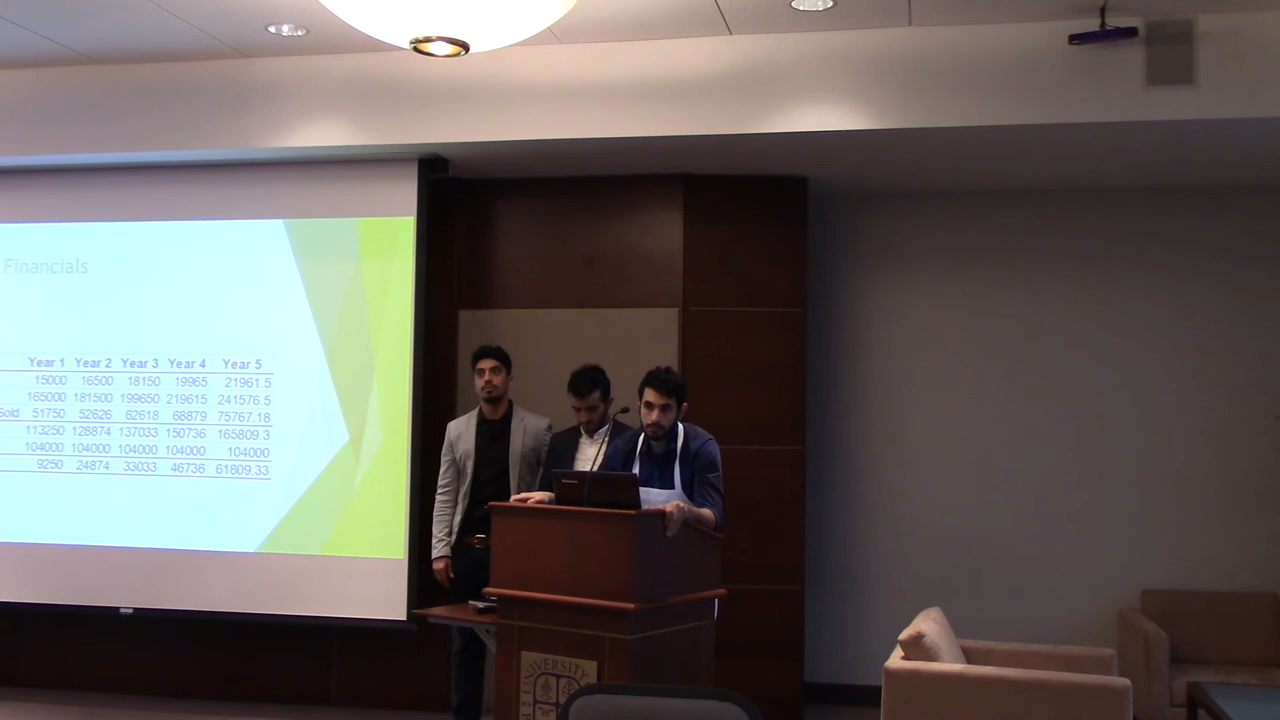 Financials
Year 1 Year 2 Year 3 Year 4 Year 5
15000 16500 18150 19965 21961.5
165000 181500 199650 219615 241576.5
Sold 51750 52626 62618 68879 75767.18
113250 128874 137033 150736 165809.3
104000 104000 104000 104000 104000
9250 24874 33033 46736 61809.33
UNIVERSITY